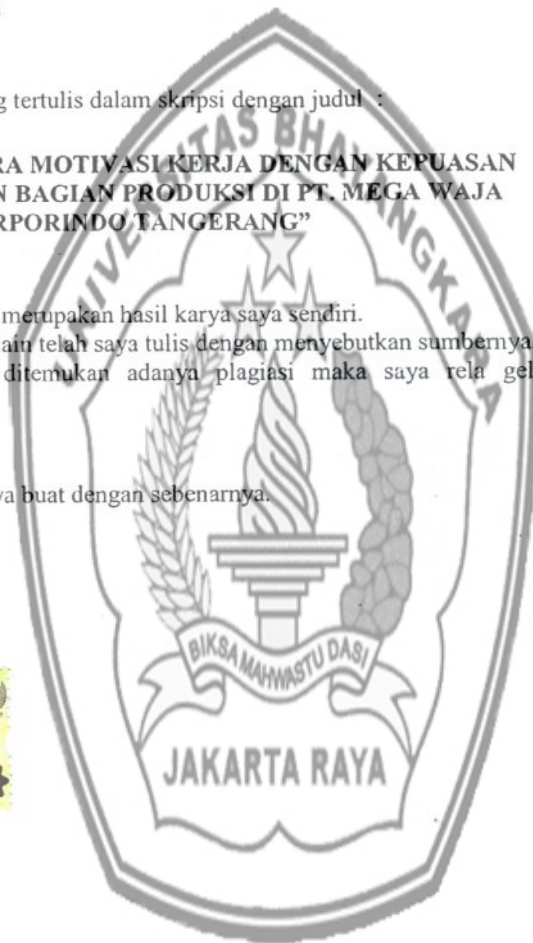 g tertulis dalam skripsi dengan judul :
RA MOTIVASI KERJA DENGAN KEPUASAN
N BAGIAN PRODUKSI DI PT. MEGA WAJA
RPORINDO TANGERANG”
merupakan hasil karya saya sendiri.
ain telah saya tulis dengan menyebutkan sumbernya
ditemukan adanya plagiasi maka saya rela gel
ya buat dengan sebenarnya.
UNIVERSITAS BHAYANGKARA
BIKSA MAHWASTU DASI
JAKARTA RAYA